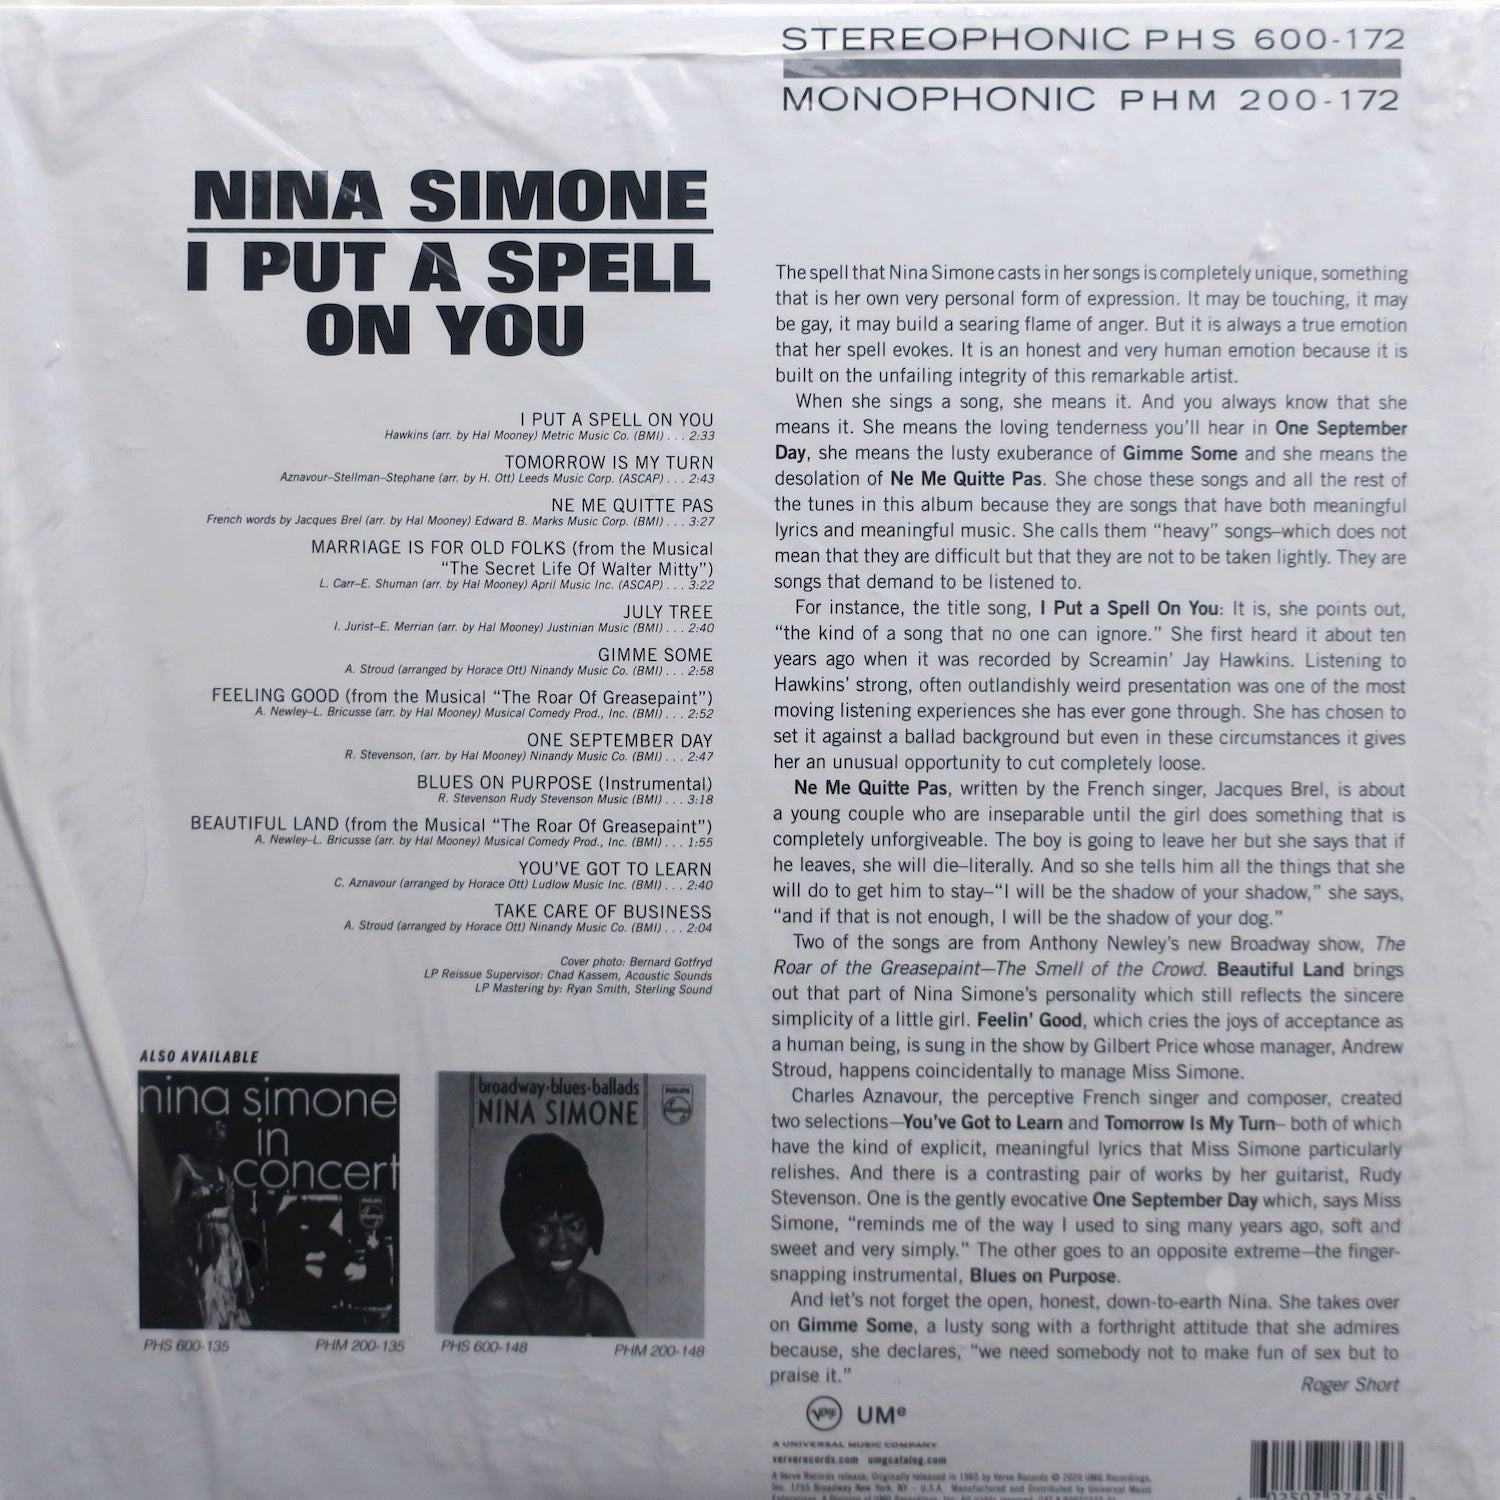 STEREOPHONIC PHS 600-172
MONOPHONIC PHM 200-172
NINA SIMONE
I PUT A SPELL
ON YOU
I PUT A SPELL ON YOU
Hawkins (arr. by Hal Mooney) Metric Music Co. (BMI) . . . 2:33
TOMORROW IS MY TURN
Aznavour–Stellman–Stephane (arr. by H. Ott) Leeds Music Corp. (ASCAP) . . . 2:43
NE ME QUITTE PAS
French words by Jacques Brel (arr. by Hal Mooney) Edward B. Marks Music Corp. (BMI) . . . 3:27
MARRIAGE IS FOR OLD FOLKS (from the Musical
“The Secret Life Of Walter Mitty”)
L. Carr–E. Shuman (arr. by Hal Mooney) April Music Inc. (ASCAP) . . . 3:22
JULY TREE
I. Jurist–E. Merrian (arr. by Hal Mooney) Justinian Music (BMI) . . . 2:40
GIMME SOME
A. Stroud (arranged by Horace Ott) Ninandy Music Co. (BMI) . . . 2:58
FEELING GOOD (from the Musical “The Roar Of Greasepaint”)
A. Newley–L. Bricusse (arr. by Hal Mooney) Musical Comedy Prod., Inc. (BMI) . . . 2:52
ONE SEPTEMBER DAY
R. Stevenson, (arr. by Hal Mooney) Ninandy Music Co. (BMI) . . . 2:47
BLUES ON PURPOSE (Instrumental)
R. Stevenson Rudy Stevenson Music (BMI) . . . 3:18
BEAUTIFUL LAND (from the Musical “The Roar Of Greasepaint”)
A. Newley–L. Bricusse (arr. by Hal Mooney) Musical Comedy Prod., Inc. (BMI) . . . 1:55
YOU’VE GOT TO LEARN
C. Aznavour (arranged by Horace Ott) Ludlow Music Inc. (BMI) . . . 2:40
TAKE CARE OF BUSINESS
A. Stroud (arranged by Horace Ott) Ninandy Music Co. (BMI) . . . 2:04
Cover photo: Bernard Gotfryd
LP Reissue Supervisor: Chad Kassem, Acoustic Sounds
LP Mastering by: Ryan Smith, Sterling Sound
ALSO AVAILABLE
nina simone
in
concert
PHILIPS
PHS 600-135 PHM 200-135
broadway·blues·ballads
NINA SIMONE
PHILIPS
PHS 600-148 PHM 200-148
The spell that Nina Simone casts in her songs is completely unique, something
that is her own very personal form of expression. It may be touching, it may
be gay, it may build a searing flame of anger. But it is always a true emotion
that her spell evokes. It is an honest and very human emotion because it is
built on the unfailing integrity of this remarkable artist.
When she sings a song, she means it. And you always know that she
means it. She means the loving tenderness you’ll hear in One September
Day, she means the lusty exuberance of Gimme Some and she means the
desolation of Ne Me Quitte Pas. She chose these songs and all the rest of
the tunes in this album because they are songs that have both meaningful
lyrics and meaningful music. She calls them “heavy” songs–which does not
mean that they are difficult but that they are not to be taken lightly. They are
songs that demand to be listened to.
For instance, the title song, I Put a Spell On You: It is, she points out,
“the kind of a song that no one can ignore.” She first heard it about ten
years ago when it was recorded by Screamin’ Jay Hawkins. Listening to
Hawkins’ strong, often outlandishly weird presentation was one of the most
moving listening experiences she has ever gone through. She has chosen to
set it against a ballad background but even in these circumstances it gives
her an unusual opportunity to cut completely loose.
Ne Me Quitte Pas, written by the French singer, Jacques Brel, is about
a young couple who are inseparable until the girl does something that is
completely unforgiveable. The boy is going to leave her but she says that if
he leaves, she will die–literally. And so she tells him all the things that she
will do to get him to stay–“I will be the shadow of your shadow,” she says,
“and if that is not enough, I will be the shadow of your dog.”
Two of the songs are from Anthony Newley’s new Broadway show, The
Roar of the Greasepaint—The Smell of the Crowd. Beautiful Land brings
out that part of Nina Simone’s personality which still reflects the sincere
simplicity of a little girl. Feelin’ Good, which cries the joys of acceptance as
a human being, is sung in the show by Gilbert Price whose manager, Andrew
Stroud, happens coincidentally to manage Miss Simone.
Charles Aznavour, the perceptive French singer and composer, created
two selections—You’ve Got to Learn and Tomorrow Is My Turn– both of which
have the kind of explicit, meaningful lyrics that Miss Simone particularly
relishes. And there is a contrasting pair of works by her guitarist, Rudy
Stevenson. One is the gently evocative One September Day which, says Miss
Simone, “reminds me of the way I used to sing many years ago, soft and
sweet and very simply.” The other goes to an opposite extreme—the finger-
snapping instrumental, Blues on Purpose.
And let’s not forget the open, honest, down-to-earth Nina. She takes over
on Gimme Some, a lusty song with a forthright attitude that she admires
because, she declares, “we need somebody not to make fun of sex but to
praise it.”
Roger Short
Verve UMe
A UNIVERSAL MUSIC COMPANY
ververecords.com umgcatalog.com
A Verve Records release; Originally released in 1965 by Verve Records © 2020 UMG Recordings,
Inc. 1755 Broadway New York, NY - U.S.A. Manufactured and Distributed by Universal Music